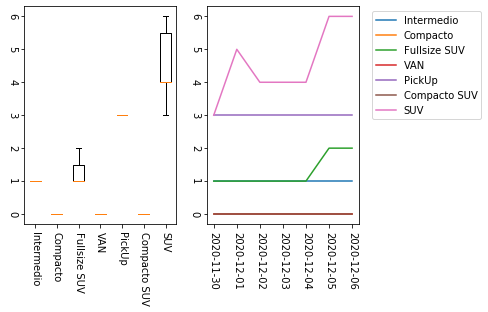 6
5
4
3
2
1
0
Intermedio
Compacto
Fullsize SUV
VAN
PickUp
Compacto SUV
SUV
6
5
4
3
2
1
0
2020-11-30
2020-12-01
2020-12-02
2020-12-03
2020-12-04
2020-12-05
2020-12-06
Intermedio
Compacto
Fullsize SUV
VAN
PickUp
Compacto SUV
SUV